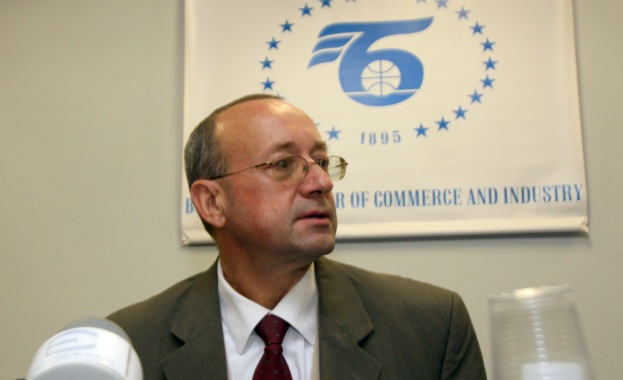 1895
B R OF COMMERCE AND INDUSTRY